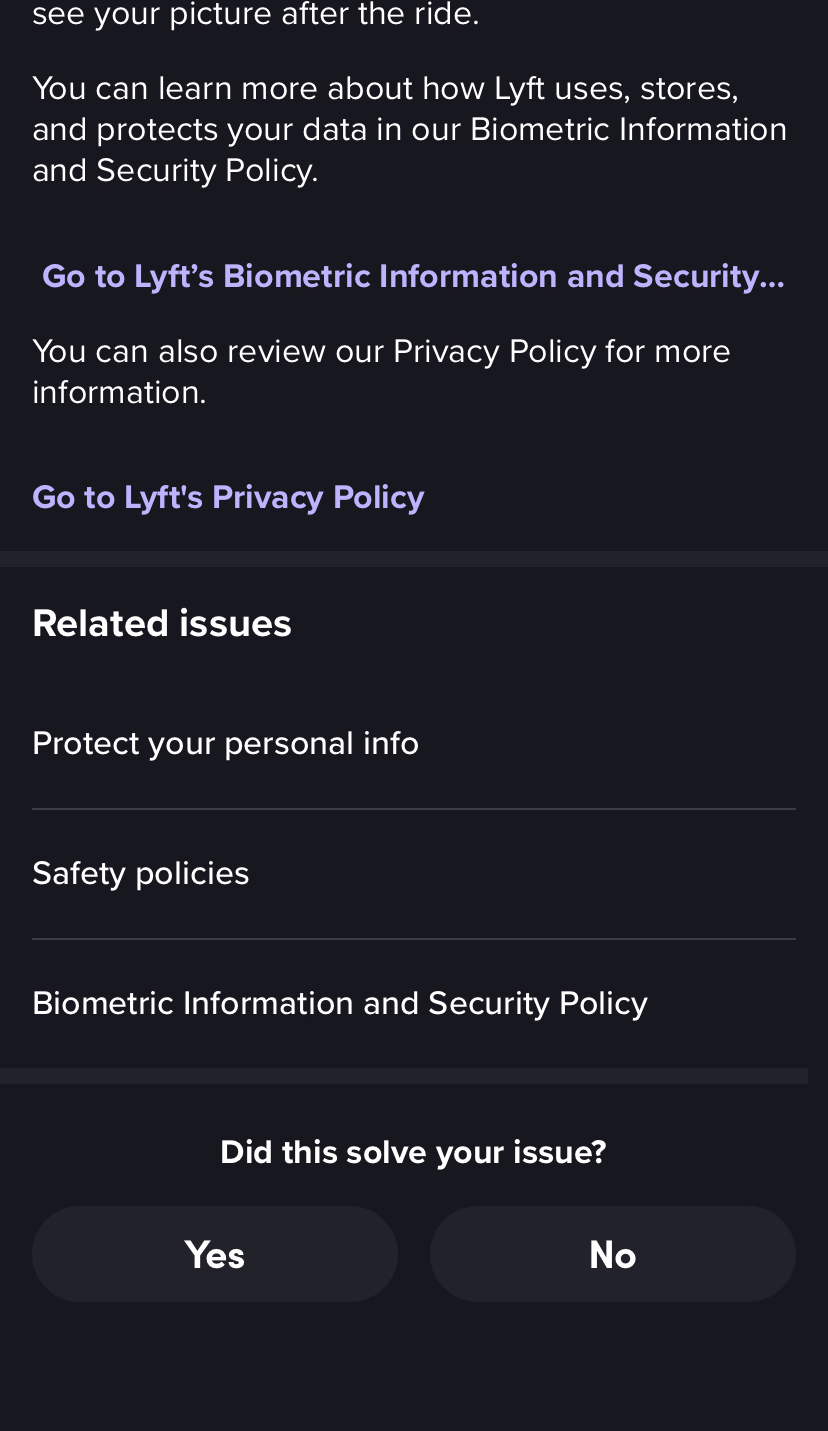 see your picture after the ride.
You can learn more about how Lyft uses, stores,
and protects your data in our Biometric Information
and Security Policy.
Go to Lyft’s Biometric Information and Security...
You can also review our Privacy Policy for more
information.
Go to Lyft's Privacy Policy
Related issues
Protect your personal info
Safety policies
Biometric Information and Security Policy
Did this solve your issue?
Yes
No